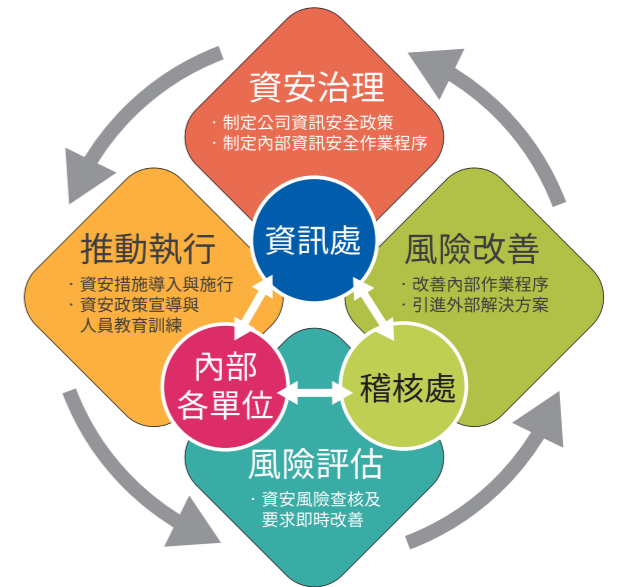 資安治理
· 制定公司資訊安全政策
· 制定內部資訊安全作業程序
資訊處
推動執行
· 資安措施導入與施行
· 資安政策宣導與
人員教育訓練
風險改善
· 改善內部作業程序
· 引進外部解決方案
內部
各單位
稽核處
風險評估
· 資安風險查核及
要求即時改善